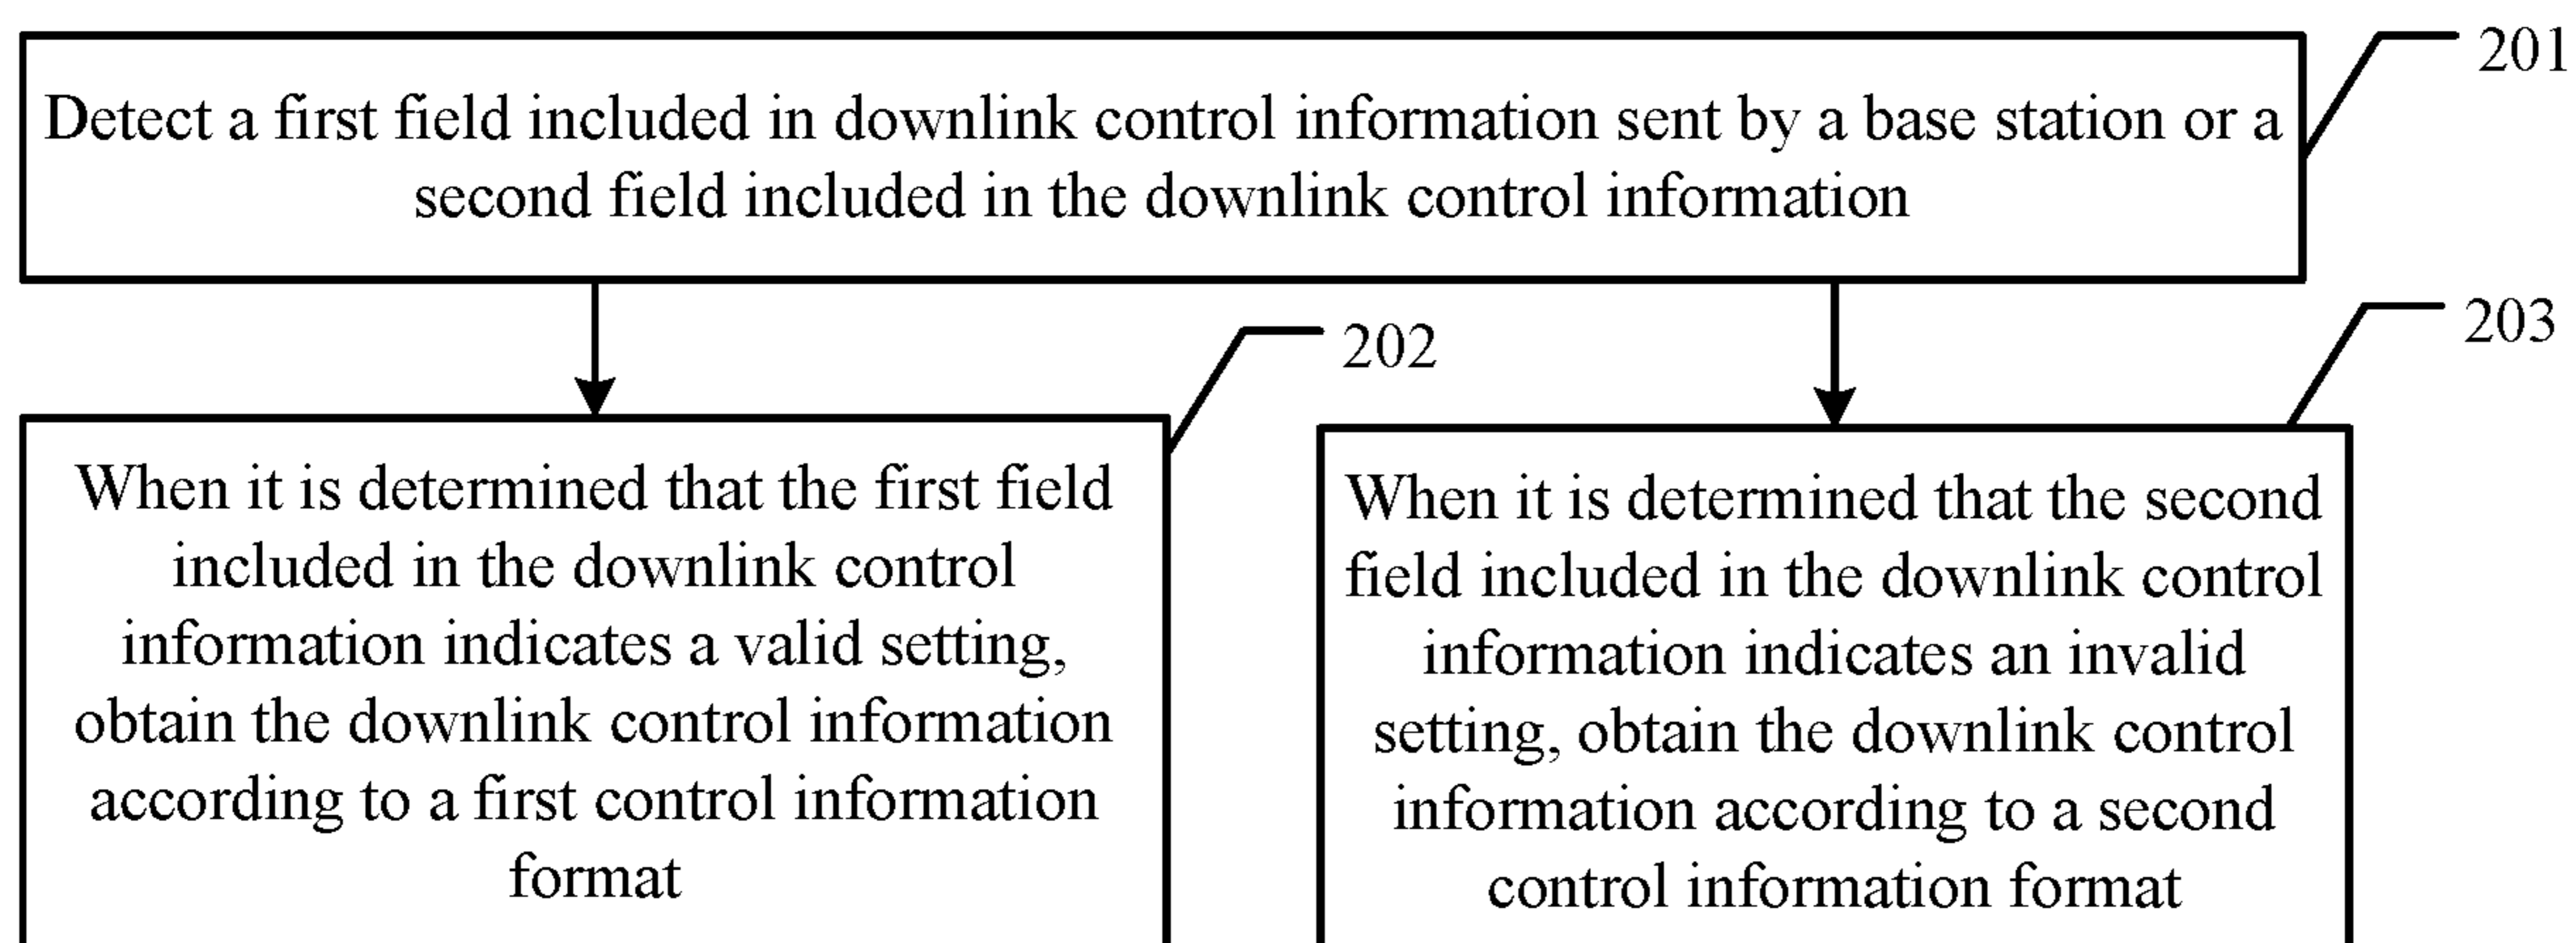 201
Detect a first field included in downlink control information sent by a base station or a
second field included in the downlink control information
202
When it is determined that the first field
included in the downlink control
information indicates a valid setting,
obtain the downlink control information
according to a first control information
format
203
When it is determined that the second
field included in the downlink control
information indicates an invalid
setting, obtain the downlink control
information according to a second
control information format